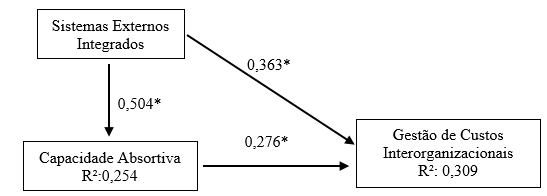 Sistemas Externos
Integrados
0,363*
0,504*
0,276*
Capacidade Absortiva
R²:0,254
Gestão de Custos
Interorganizacionais
R²: 0,309